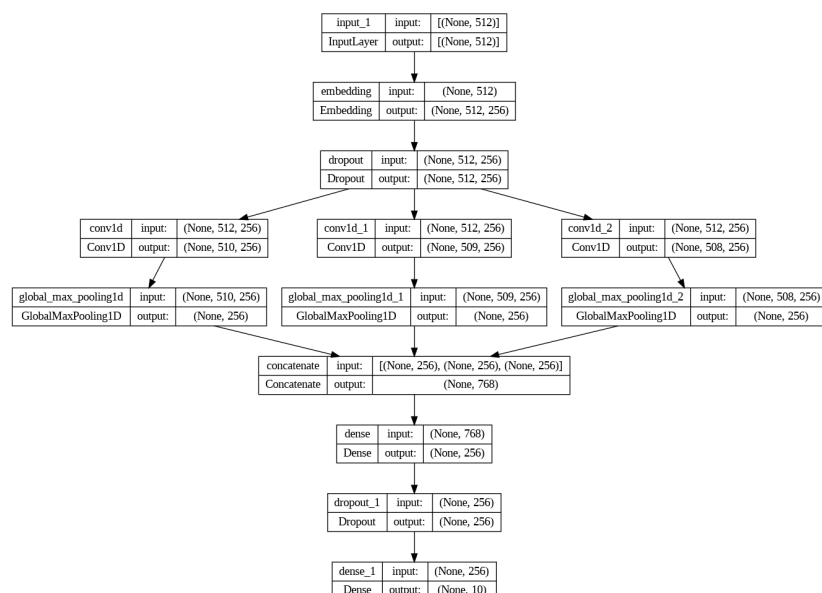 input_1 input: [(None, 512)]
InputLayer output: [(None, 512)]
embedding input: (None, 512)
Embedding output: (None, 512, 256)
dropout input: (None, 512, 256)
Dropout output: (None, 512, 256)
conv1d input: (None, 512, 256)
Conv1D output: (None, 510, 256)
conv1d_1 input: (None, 512, 256)
Conv1D output: (None, 509, 256)
conv1d_2 input: (None, 512, 256)
Conv1D output: (None, 508, 256)
global_max_pooling1d input: (None, 510, 256)
GlobalMaxPooling1D output: (None, 256)
global_max_pooling1d_1 input: (None, 509, 256)
GlobalMaxPooling1D output: (None, 256)
global_max_pooling1d_2 input: (None, 508, 256)
GlobalMaxPooling1D output: (None, 256)
concatenate input: [(None, 256), (None, 256), (None, 256)]
Concatenate output: (None, 768)
dense input: (None, 768)
Dense output: (None, 256)
dropout_1 input: (None, 256)
Dropout output: (None, 256)
dense_1 input: (None, 256)
Dense output: (None, 10)